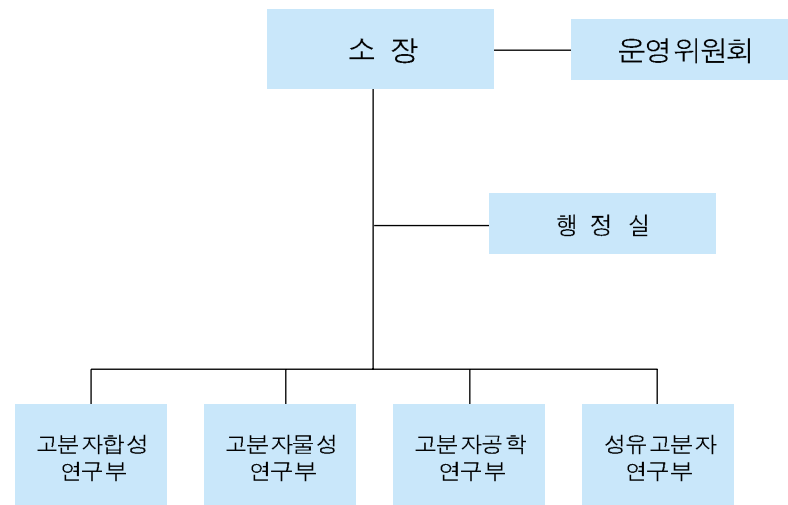 소 장
운영위원회
행 정 실
고분자합성
연구부
고분자물성
연구부
고분자공학
연구부
성유고분자
연구부